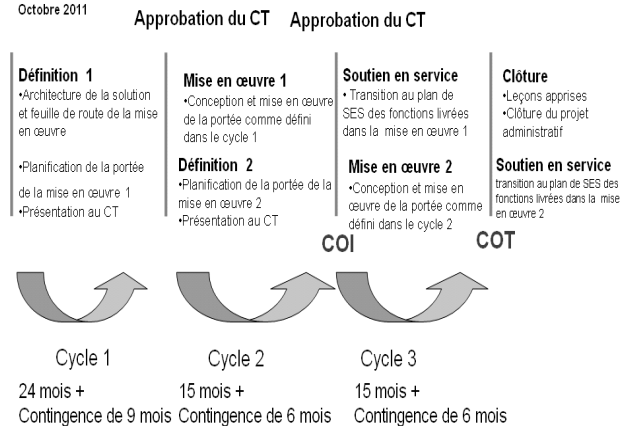 Octobre 2011
Approbation du CT
Approbation du CT
Définition 1
•Architecture de la solution
et feuille de route de la mise
en œuvre
•Planification de la portée
de la mise en œuvre 1
•Présentation au CT
Mise en œuvre 1
•Conception et mise en œuvre
de la portée comme défini
dans le cycle 1
Définition 2
•Planification de la portée de la
mise en œuvre 2
•Présentation au CT
Soutien en service
• Transition au plan de
SES des fonctions livrées
dans la mise en œuvre 1
Mise en œuvre 2
•Conception et mise en
œuvre de la portée comme
défini dans le cycle 2
Clôture
•Leçons apprises
•Clôture du projet
administratif
Soutien en service
transition au plan de SES des
fonctions livrées dans la mise
en œuvre 2
COI
COT
Cycle 1
Cycle 2
Cycle 3
24 mois +
Contingence de 9 mois
15 mois +
Contingence de 6 mois
15 mois +
Contingence de 6 mois